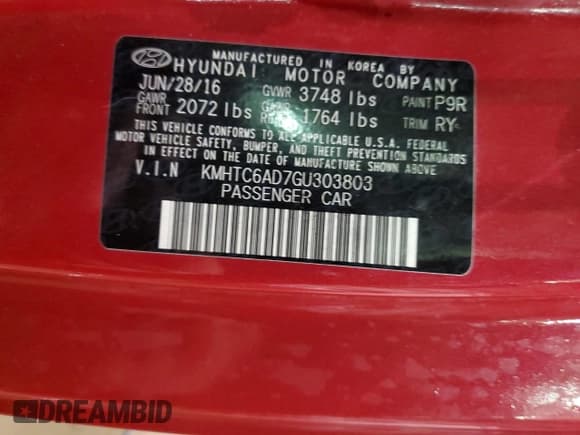 MANUFACTURED IN KOREA BY
HYUNDAI MOTOR COMPANY
JUN/28/16 GVWR 3748 lbs PAINT P9R
GAWR FRONT 2072 lbs 1764 lbs TRIM RY
THIS VEHICLE CONFORMS TO ALL APPLICABLE U.S.A. FEDERAL
MOTOR VEHICLE SAFETY, BUMPER, AND THEFT PREVENTION STANDARDS
IN EFFECT ON THE DATE OF MANUFACTURE SHOWN ABOVE
V.I.N KMHTC6AD7GU303803
PASSENGER CAR
DREAMBID